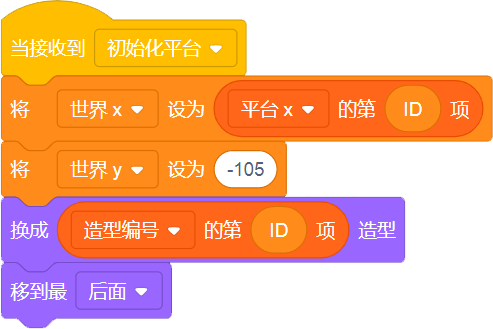 当接收到 初始化平台
将 世界 x 设为 平台 x 的第 ID 项
将 世界 y 设为 -105
换成 造型编号 的第 ID 项 造型
移到最 后面